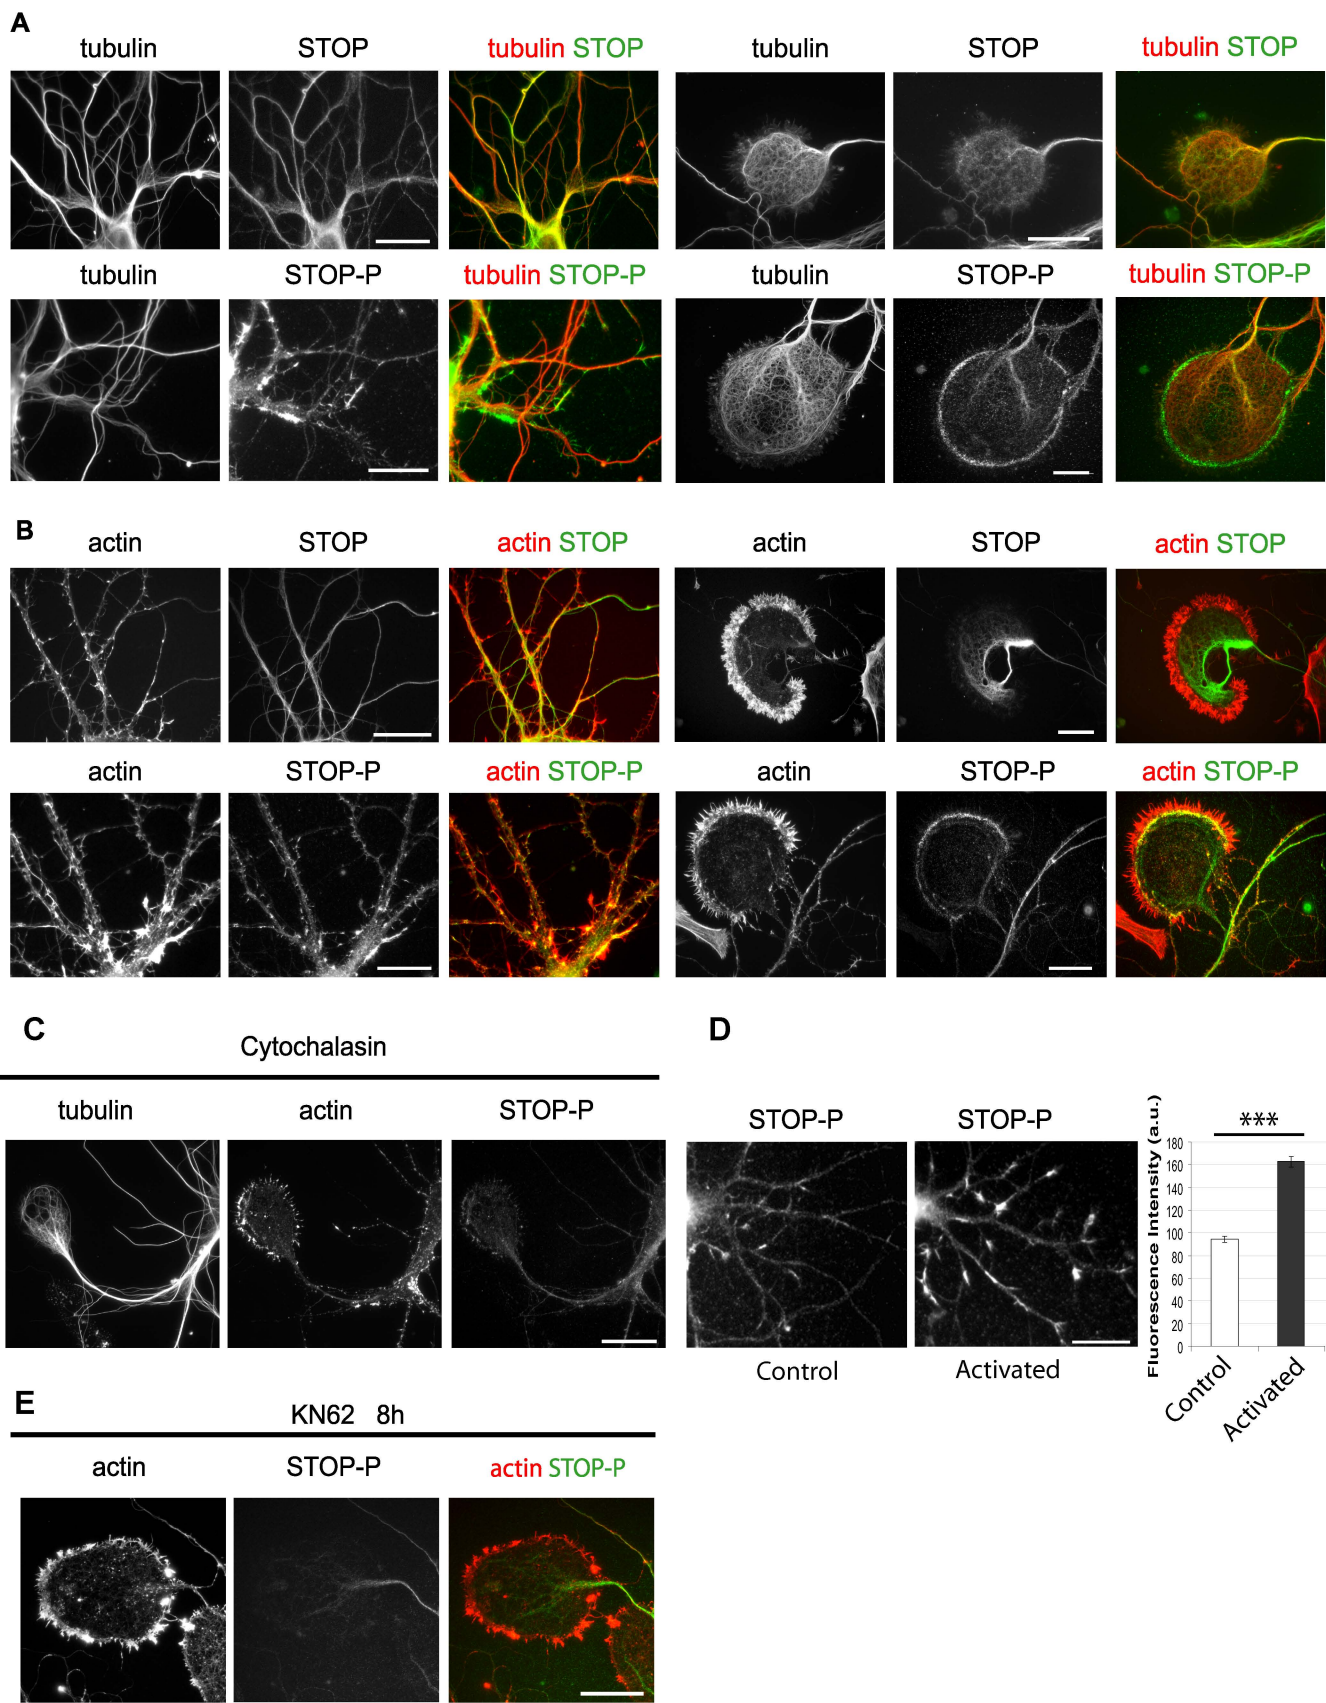 A
tubulin STOP tubulin STOP tubulin STOP tubulin STOP
tubulin STOP-P tubulin STOP-P tubulin STOP-P tubulin STOP-P
B
actin STOP actin STOP actin STOP actin STOP
actin STOP-P actin STOP-P actin STOP-P actin STOP-P
C
Cytochalasin
tubulin actin STOP-P
D
STOP-P STOP-P
Control Activated
Fluorescence Intensity (a.u.)
***
180
160
140
120
100
80
60
40
20
0
Control
Activated
E
KN62 8h
actin STOP-P actin STOP-P